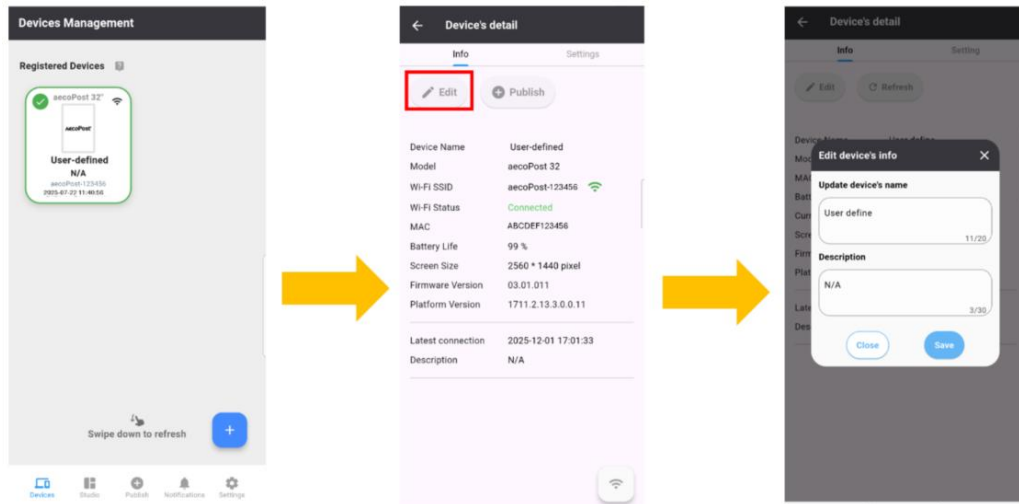 Devices Management
Registered Devices
aecoPost 32"
AECOPost
User-defined
N/A
aecoPost-123456
2025-07-22 11:40:56
Swipe down to refresh
Devices Studio Publish Notifications Settings
Device's detail
Info Settings
Edit Publish
Device Name User-defined
Model aecoPost 32
Wi-Fi SSID aecoPost-123456
Wi-Fi Status Connected
MAC ABCDEF123456
Battery Life 99 %
Screen Size 2560 * 1440 pixel
Firmware Version 03.01.011
Platform Version 1711.2.13.3.0.0.11
Latest connection 2025-12-01 17:01:33
Description N/A
Device's detail
Info Setting
Edit Refresh
Edit device's info
Update device's name
User define
11/20
Description
N/A
3/30
Close Save